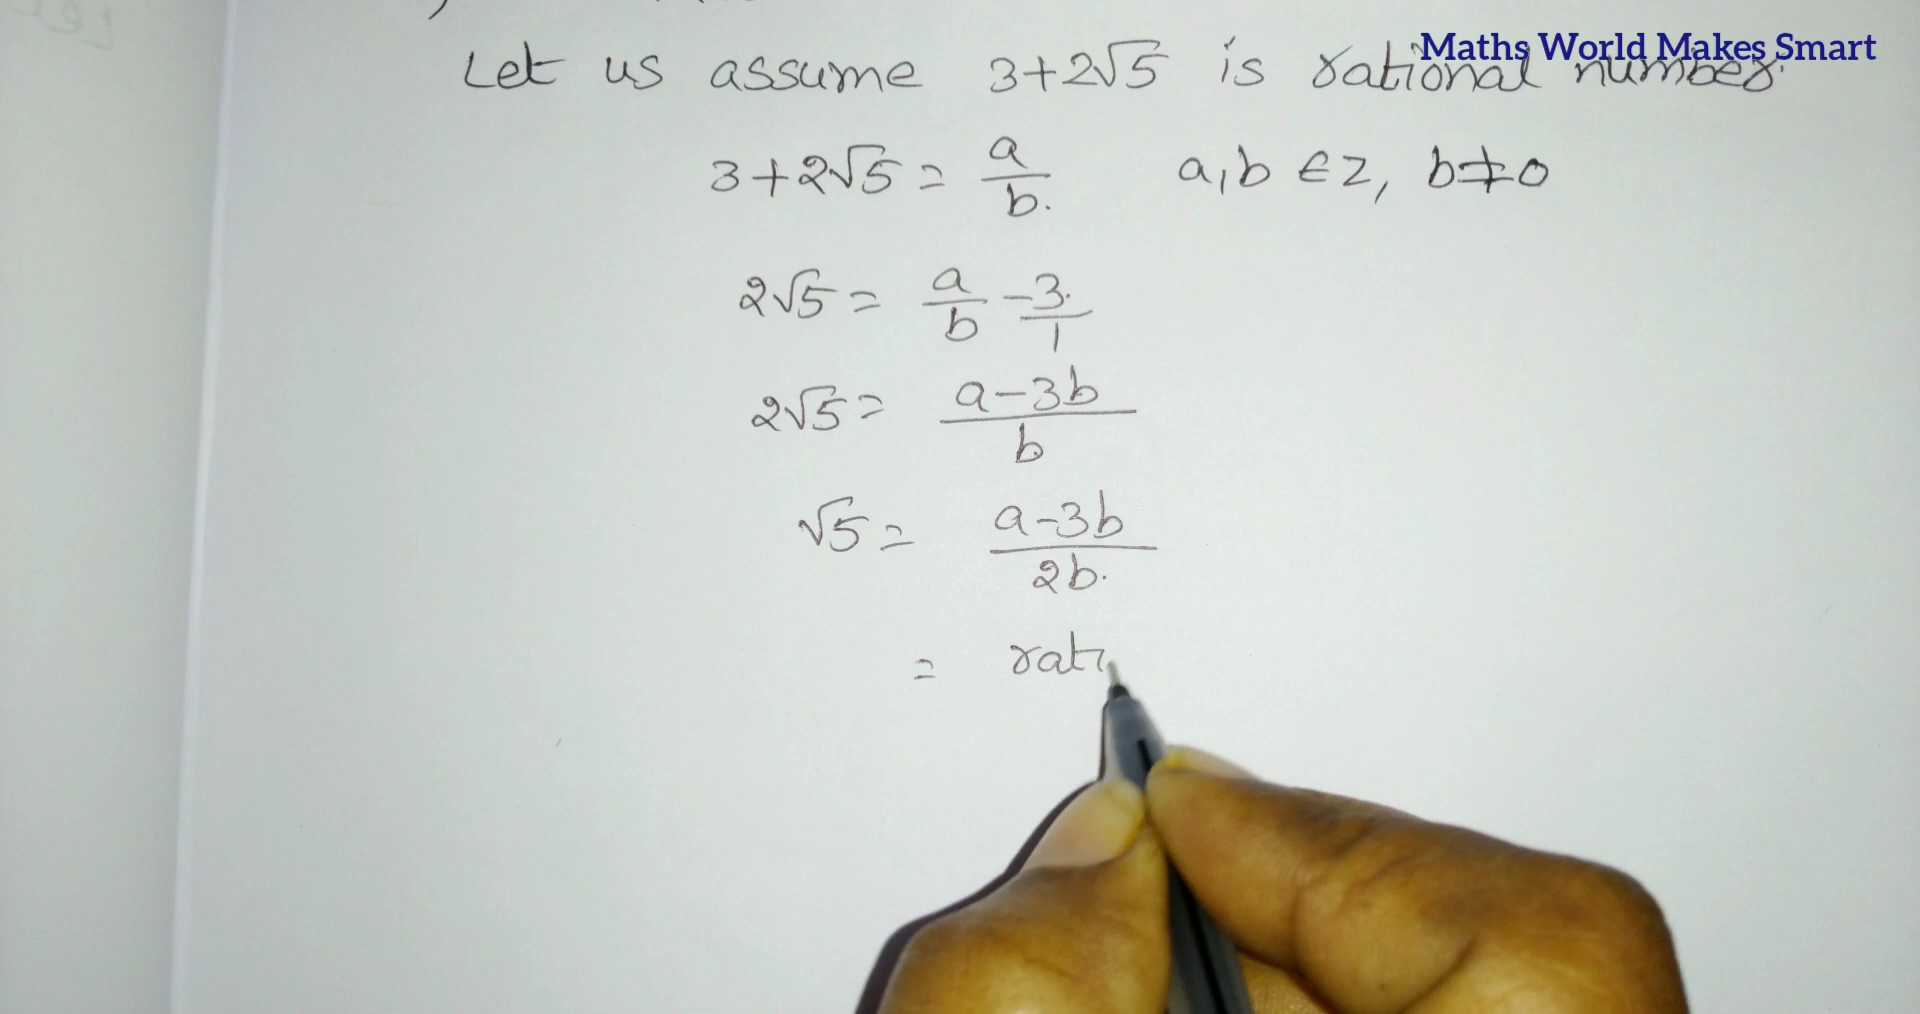 Maths World Makes Smart
Let us assume 3+2√5 is rational number.
3+2√5 = a/b. a,b ∈ Z, b≠0
2√5 = a/b - 3/1
2√5 = a-3b/b
√5 = a-3b/2b.
= rati